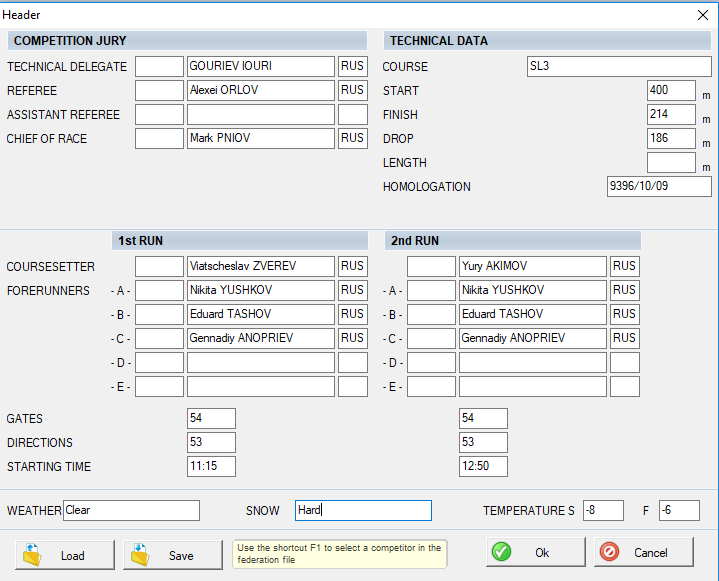 Header
COMPETITION JURY
TECHNICAL DATA
TECHNICAL DELEGATE GOURIEV IOURI RUS
COURSE SL3
REFEREE Alexei ORLOV RUS
START 400 m
ASSISTANT REFEREE
FINISH 214 m
CHIEF OF RACE Mark PNIOV RUS
DROP 186 m
LENGTH m
HOMOLOGATION 9396/10/09
1st RUN 2nd RUN
COURSESETTER Viatscheslav ZVEREV RUS Yury AKIMOV RUS
FORERUNNERS - A - Nikita YUSHKOV RUS - A - Nikita YUSHKOV RUS
- B - Eduard TASHOV RUS - B - Eduard TASHOV RUS
- C - Gennadiy ANOPRIEV RUS - C - Gennadiy ANOPRIEV RUS
- D - - D -
- E - - E -
GATES 54 54
DIRECTIONS 53 53
STARTING TIME 11:15 12:50
WEATHER Clear SNOW Hard TEMPERATURE S -8 F -6
Load Save Use the shortcut F1 to select a competitor in the
federation file
Ok Cancel